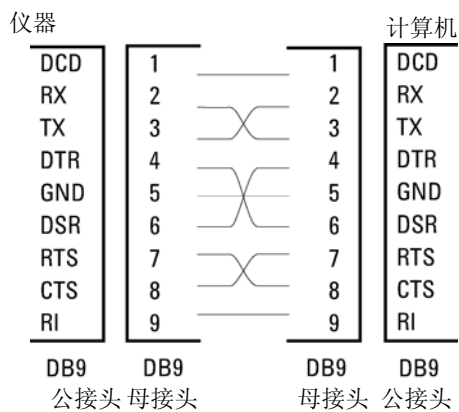 仪器 计算机
DCD 1 1 DCD
RX 2 2 RX
TX 3 3 TX
DTR 4 4 DTR
GND 5 5 GND
DSR 6 6 DSR
RTS 7 7 RTS
CTS 8 8 CTS
RI 9 9 RI
DB9 DB9 DB9 DB9
公接头 母接头 母接头 公接头